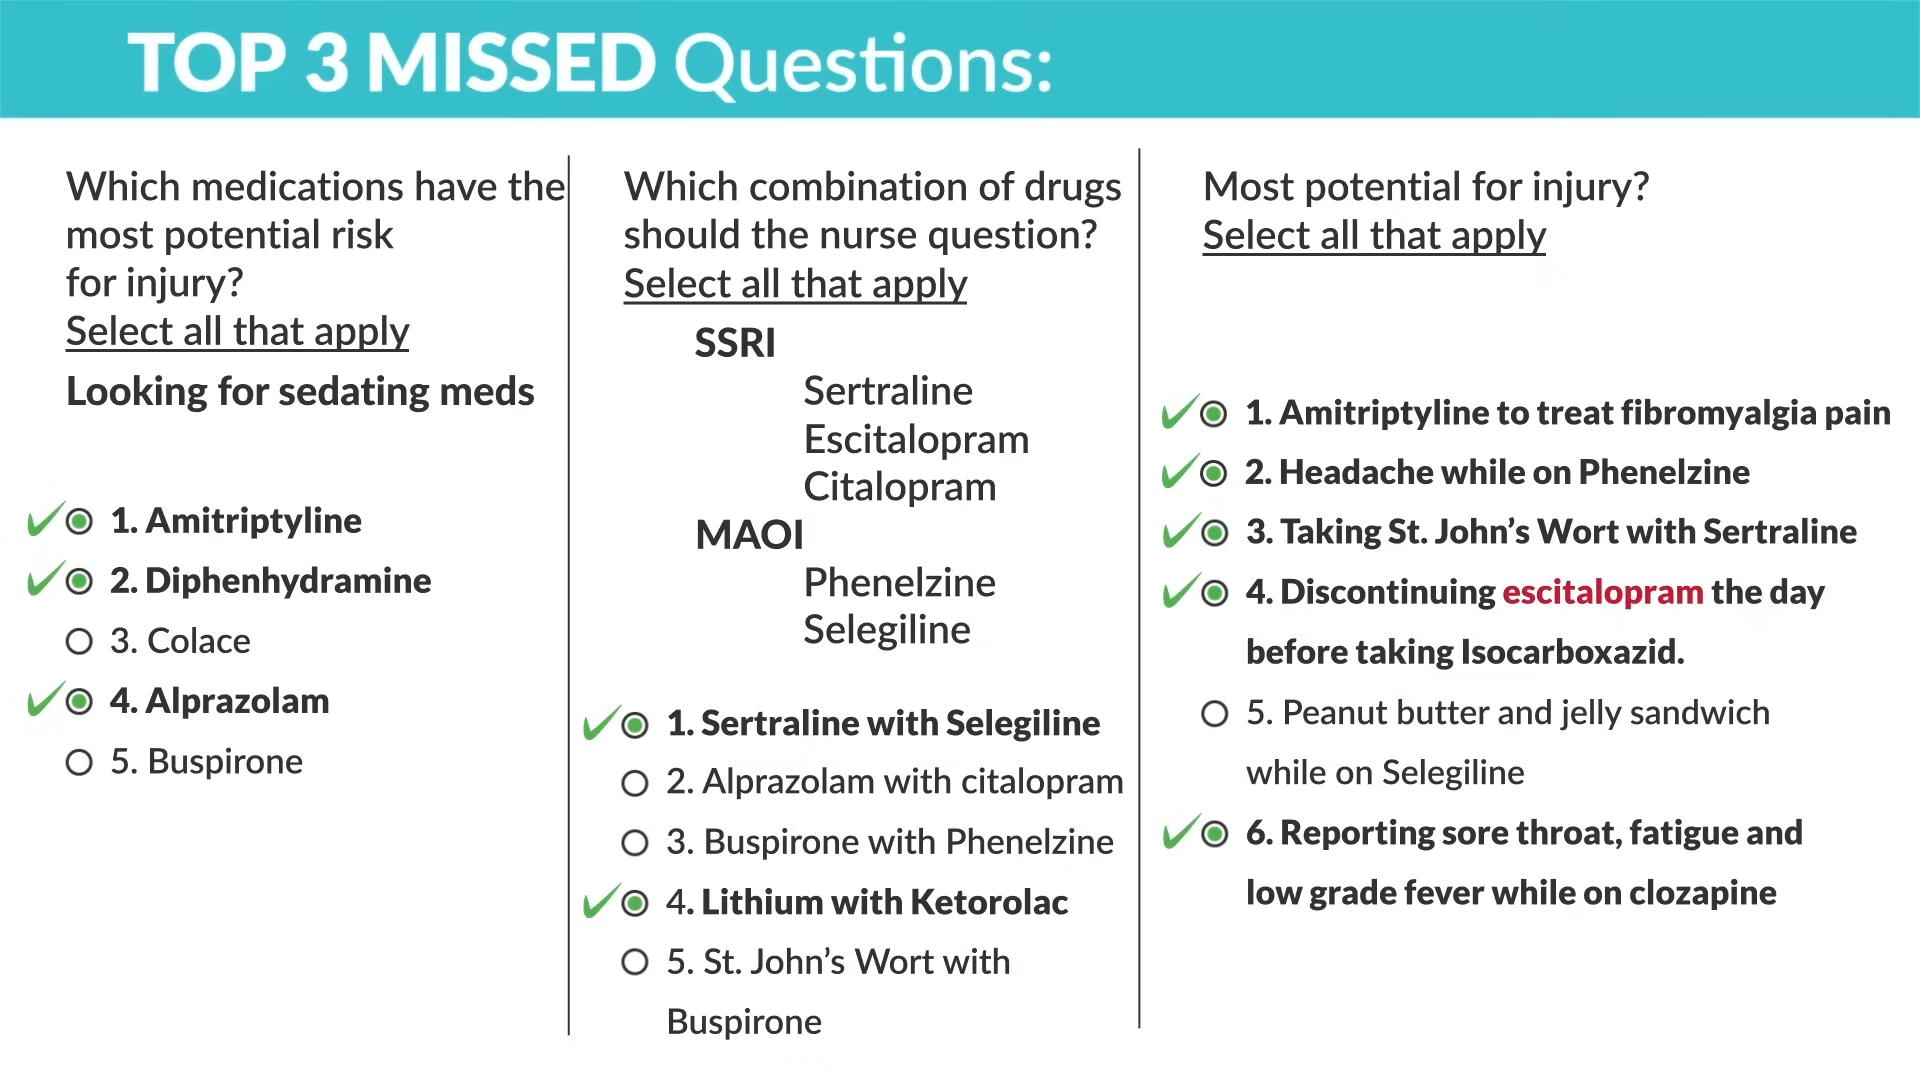 TOP 3 MISSED Questions:
Which medications have the
most potential risk
for injury?
Select all that apply
Looking for sedating meds
1. Amitriptyline
2. Diphenhydramine
3. Colace
4. Alprazolam
5. Buspirone
Which combination of drugs
should the nurse question?
Select all that apply
SSRI
Sertraline
Escitalopram
Citalopram
MAOI
Phenelzine
Selegiline
1. Sertraline with Selegiline
2. Alprazolam with citalopram
3. Buspirone with Phenelzine
4. Lithium with Ketorolac
5. St. John's Wort with
Buspirone
Most potential for injury?
Select all that apply
1. Amitriptyline to treat fibromyalgia pain
2. Headache while on Phenelzine
3. Taking St. John's Wort with Sertraline
4. Discontinuing escitalopram the day
before taking Isocarboxazid.
5. Peanut butter and jelly sandwich
while on Selegiline
6. Reporting sore throat, fatigue and
low grade fever while on clozapine